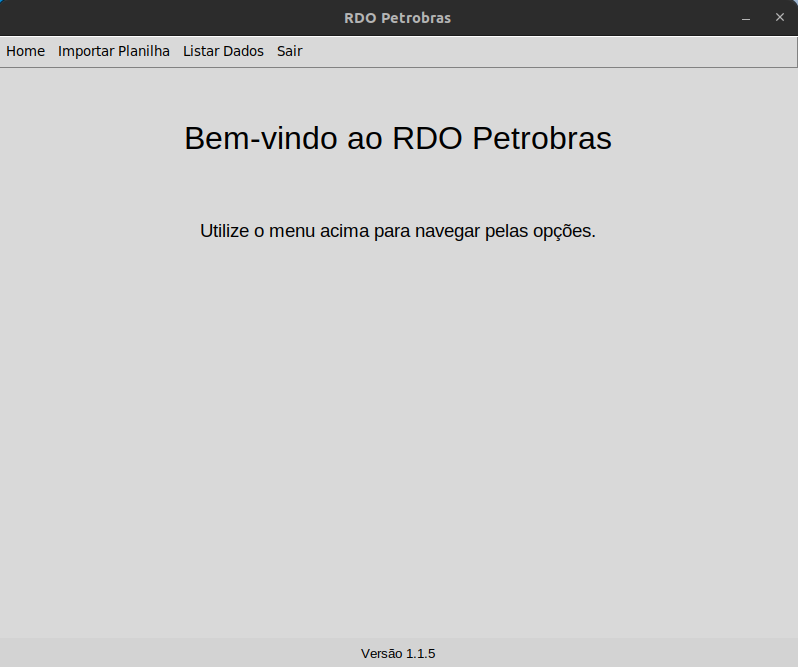 RDO Petrobras
Home Importar Planilha Listar Dados Sair
Bem-vindo ao RDO Petrobras
Utilize o menu acima para navegar pelas opções.
Versão 1.1.5